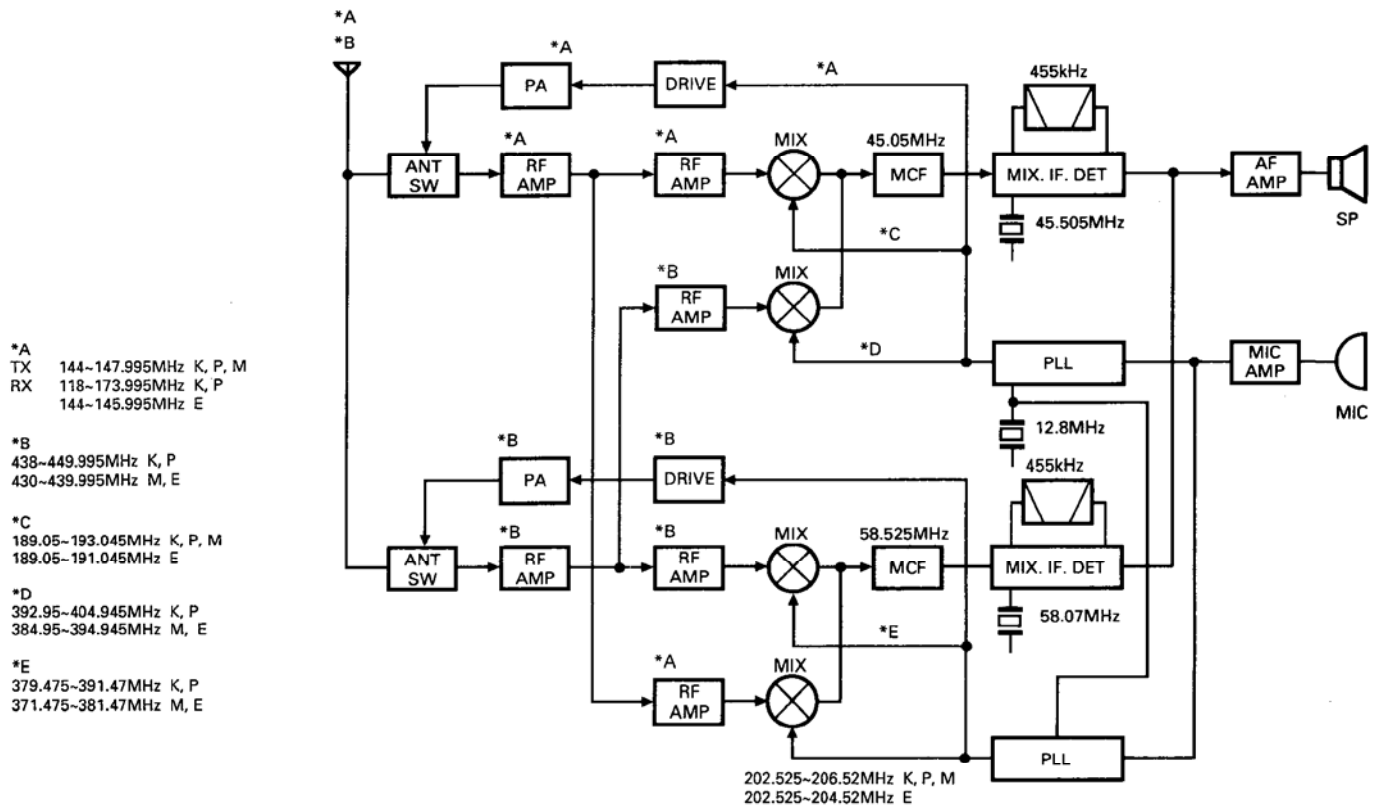 *A
*B
*A
PA
DRIVE
*A
455kHz
ANT
SW
*A
RF
AMP
*A
RF
AMP
MIX
45.05MHz
MCF
MIX. IF. DET
AF
AMP
SP
*C
45.505MHz
*B
RF
AMP
MIX
*D
PLL
MIC
AMP
MIC
12.8MHz
*A
TX 144~147.995MHz K, P, M
RX 118~173.995MHz K, P
144~145.995MHz E
*B
438~449.995MHz K, P
430~439.995MHz M, E
*C
189.05~193.045MHz K, P, M
189.05~191.045MHz E
*D
392.95~404.945MHz K, P
384.95~394.945MHz M, E
*E
379.475~391.47MHz K, P
371.475~381.47MHz M, E
*B
PA
*B
DRIVE
455kHz
ANT
SW
*B
RF
AMP
*B
RF
AMP
MIX
58.525MHz
MCF
MIX. IF. DET
*E
58.07MHz
*A
RF
AMP
MIX
PLL
202.525~206.52MHz K, P, M
202.525~204.52MHz E